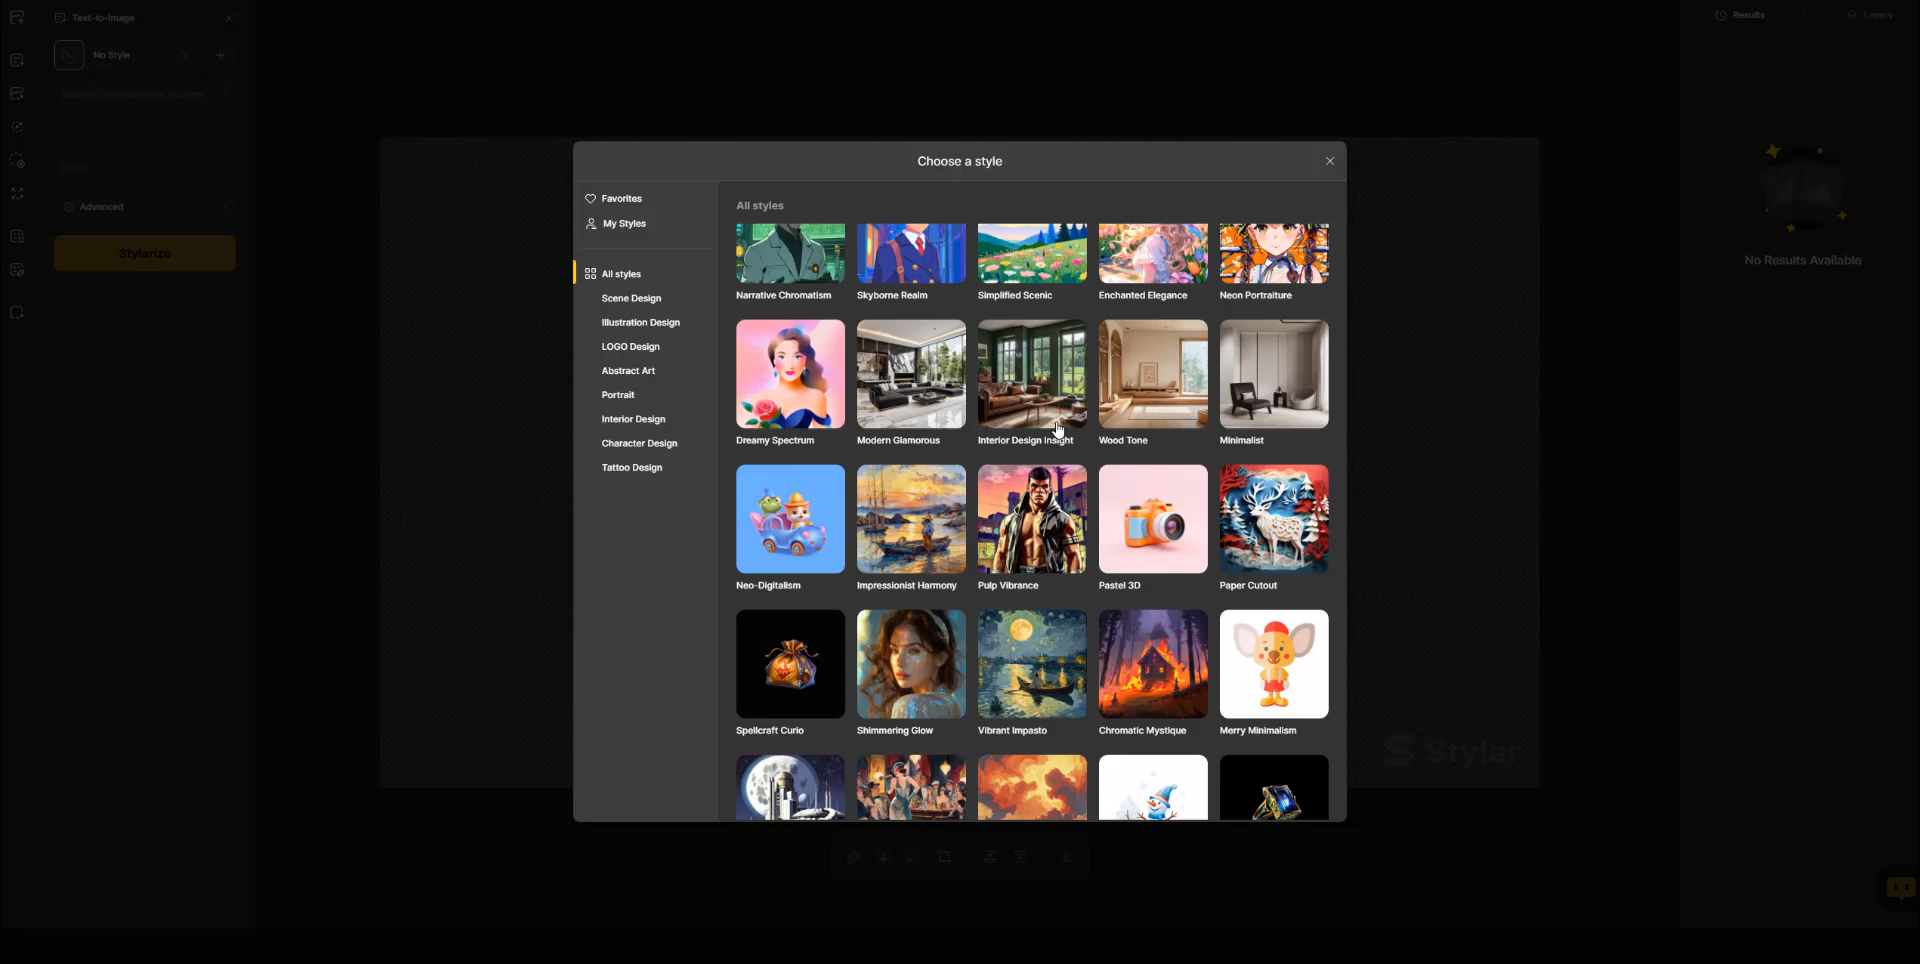 Text-to-Image
Results
Layers
No Style
Advanced
Stylarize
No Results Available
Choose a style
Favorites
My Styles
All styles
Scene Design
Illustration Design
LOGO Design
Abstract Art
Portrait
Interior Design
Character Design
Tattoo Design
All styles
Narrative Chromatism
Skyborne Realm
Simplified Scenic
Enchanted Elegance
Neon Portraiture
Dreamy Spectrum
Modern Glamorous
Interior Design Insight
Wood Tone
Minimalist
Neo-Digitalism
Impressionist Harmony
Pulp Vibrance
Pastel 3D
Paper Cutout
Spellcraft Curio
Shimmering Glow
Vibrant Impasto
Chromatic Mystique
Merry Minimalism
Stylar